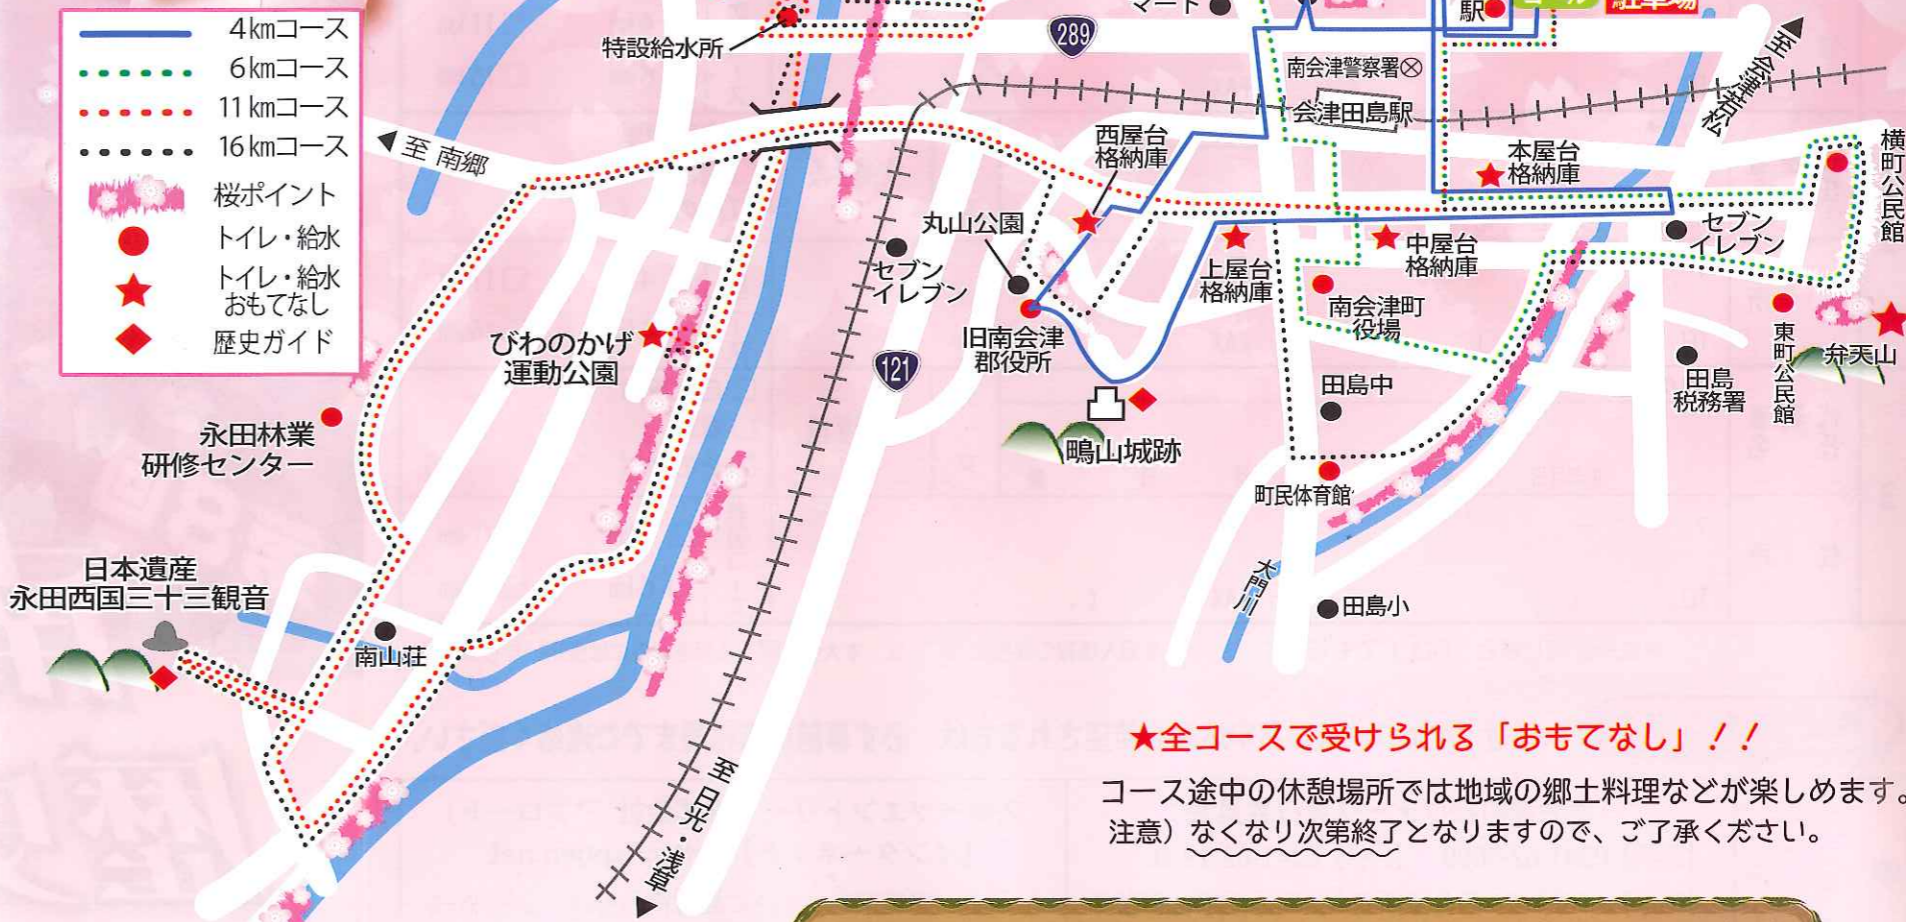 4kmコース
6kmコース
11kmコース
16kmコース
桜ポイント
トイレ・給水
トイレ・給水
おもてなし
歴史ガイド
特設給水所
マート
289
駅
駐車場
南会津警察署
会津田島駅
至 会津若松
至 南郷
西屋台
格納庫
本屋台
格納庫
横町公民館
丸山公園
セブン
イレブン
上屋台
格納庫
中屋台
格納庫
セブン
イレブン
旧南会津
郡役所
南会津町
役場
びわのかげ
運動公園
121
田島中
田島
税務署
東町公民館
弁天山
永田林業
研修センター
鴫山城跡
町民体育館
日本遺産
永田西国三十三観音
大門川
田島小
南山荘
至 日光・浅草
★全コースで受けられる「おもてなし」!!
コース途中の休憩場所では地域の郷土料理などが楽しめます。
注意）なくなり次第終了となりますので、ご了承ください。